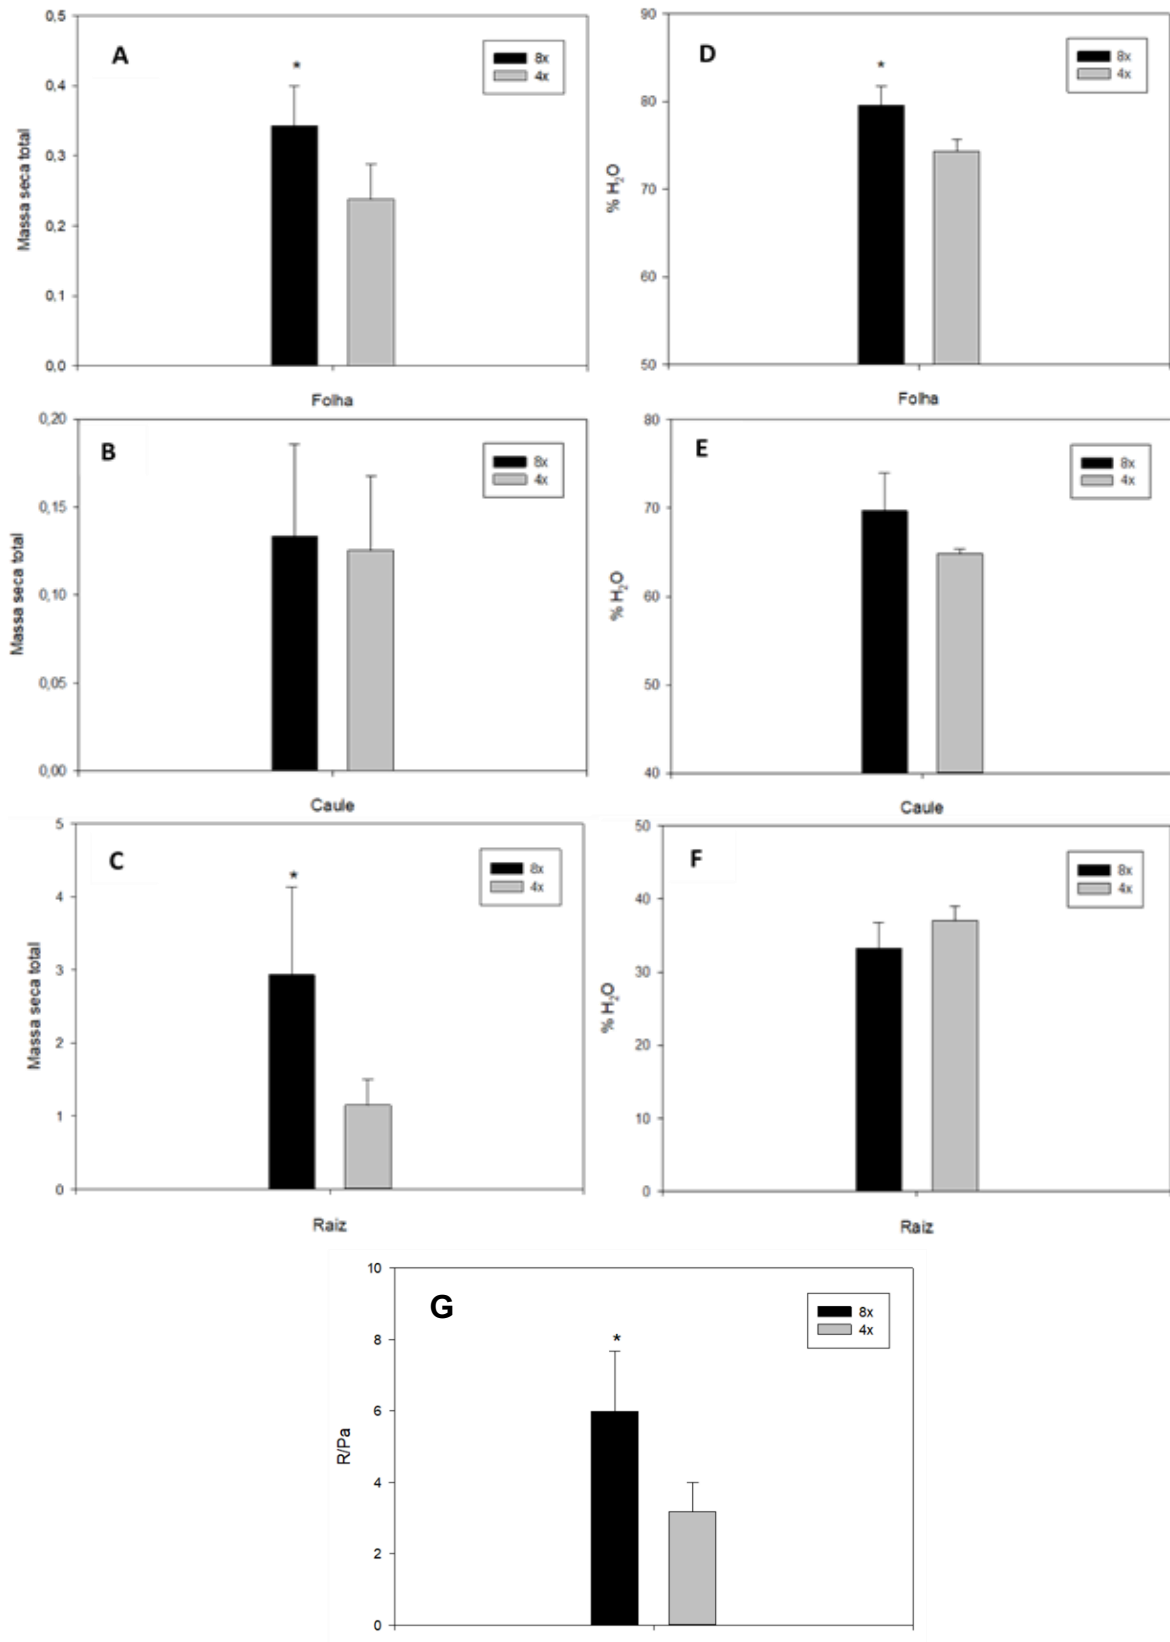 A
Massa seca total
0,5
0,4
0,3
0,2
0,1
0,0
*
8x
4x
Folha
D
% H₂O
90
80
70
60
50
*
8x
4x
Folha
B
Massa seca total
0,20
0,15
0,10
0,05
0,00
8x
4x
Caule
E
% H₂O
80
70
60
50
40
8x
4x
Caule
C
Massa seca total
5
4
3
2
1
0
*
8x
4x
Raiz
F
% H₂O
50
40
30
20
10
0
8x
4x
Raiz
G
R/Pa
10
8
6
4
2
0
*
8x
4x